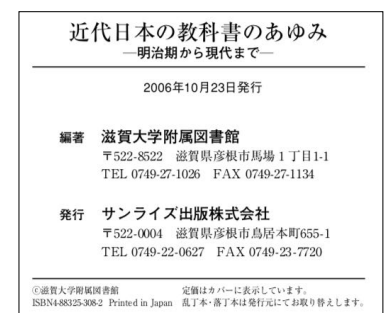 近代日本の教科書のあゆみ
―明治期から現代まで―
2006年10月23日発行
編著　滋賀大学附属図書館
〒522-8522　滋賀県彦根市馬場1丁目1-1
TEL 0749-27-1026　FAX 0749-27-1134
発行　サンライズ出版株式会社
〒522-0004　滋賀県彦根市鳥居本町655-1
TEL 0749-22-0627　FAX 0749-23-7720
Ⓒ滋賀大学附属図書館　定価はカバーに表示しています。
ISBN4-88325-308-2 Printed in Japan　乱丁本・落丁本は発行元にてお取り替えします。